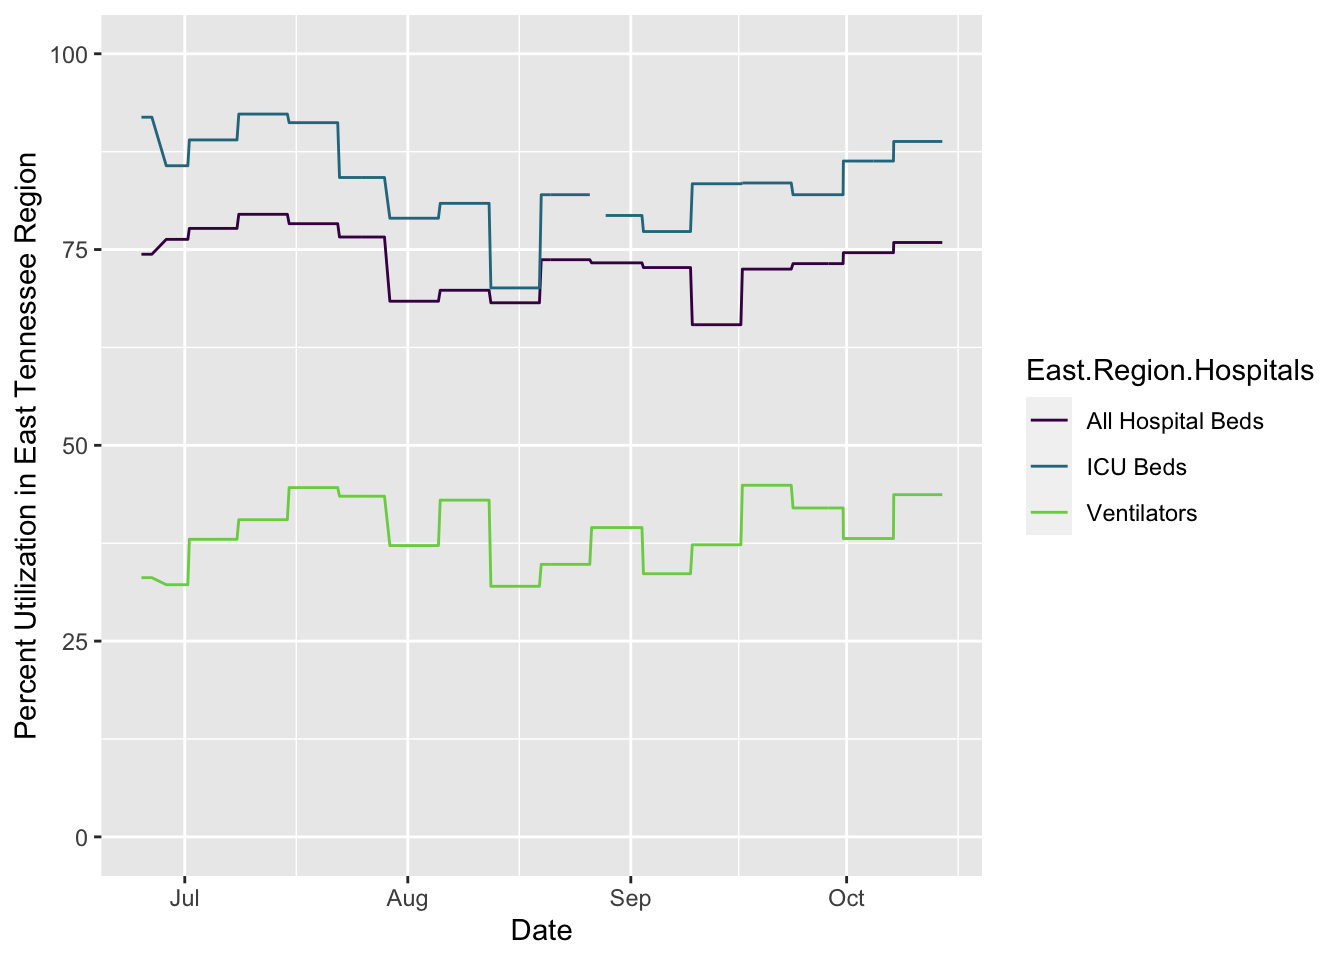 Percent Utilization in East Tennessee Region
100
75
50
25
0
Jul Aug Sep Oct
Date
East.Region.Hospitals
All Hospital Beds
ICU Beds
Ventilators